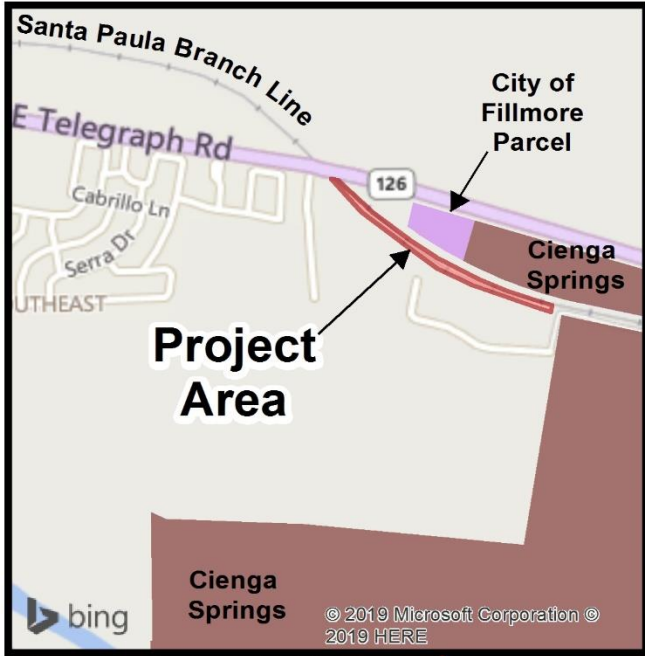 Santa Paula Branch Line
E Telegraph Rd
City of
Fillmore
Parcel
126
Cabrillo Ln
Serra Dr
Cienga
Springs
UTHEAST
Project
Area
Cienga
Springs
bing
© 2019 Microsoft Corporation ©
2019 HERE